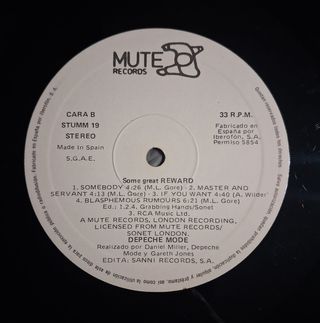 MUTE
RECORDS
CARA B
STUMM 19
STEREO
Made In Spain
S.G.A.E.
33 R.P.M.
Fabricado en
España por
Iberofón, S.A.
Permiso 5854
Some great REWARD
1. SOMEBODY 4:26 (M.L. Gore) · 2. MASTER AND
SERVANT 4:13 (M.L. Gore) · 3. IF YOU WANT 4:40 (A. Wilder)
4. BLASPHEMOUS RUMOURS 6:21 (M.L. Gore)
Ed.: 1.2.4. Grabbing Hands/Sonet
3. RCA Music Ltd.
A MUTE RECORDS, LONDON RECORDING,
LICENSED FROM MUTE RECORDS/
SONET LONDON.
DEPECHE MODE
Realizado por Daniel Miller, Depeche
Mode y Gareth Jones
EDITA: SANNI RECORDS, S.A.